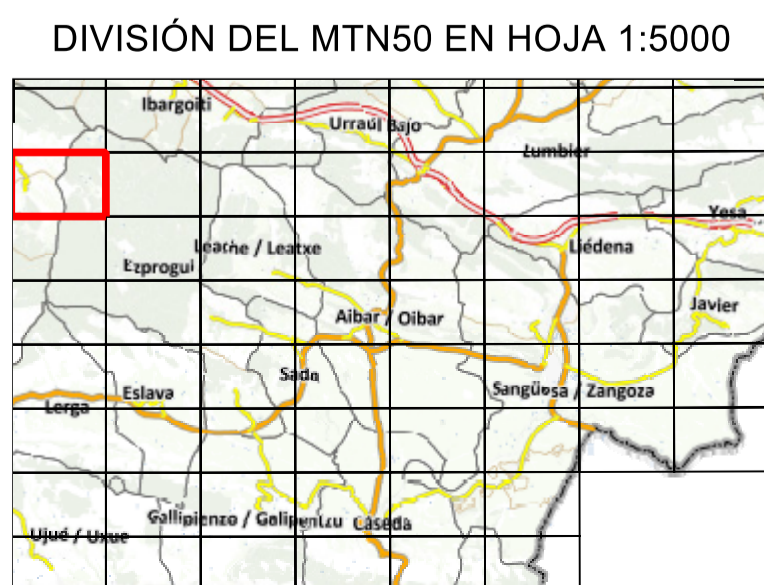 DIVISIÓN DEL MTN50 EN HOJA 1:5000
Ibargoiti
Urraúl Bajo
Lumbier
Yesa
Leache / Leatxe
Liédena
Ezprogui
Javier
Aibar / Oibar
Sada
Eslava
Sangüesa / Zangoza
Lerga
Gallipienzo / Galipentzu
Cáseda
Ujué / Uxue